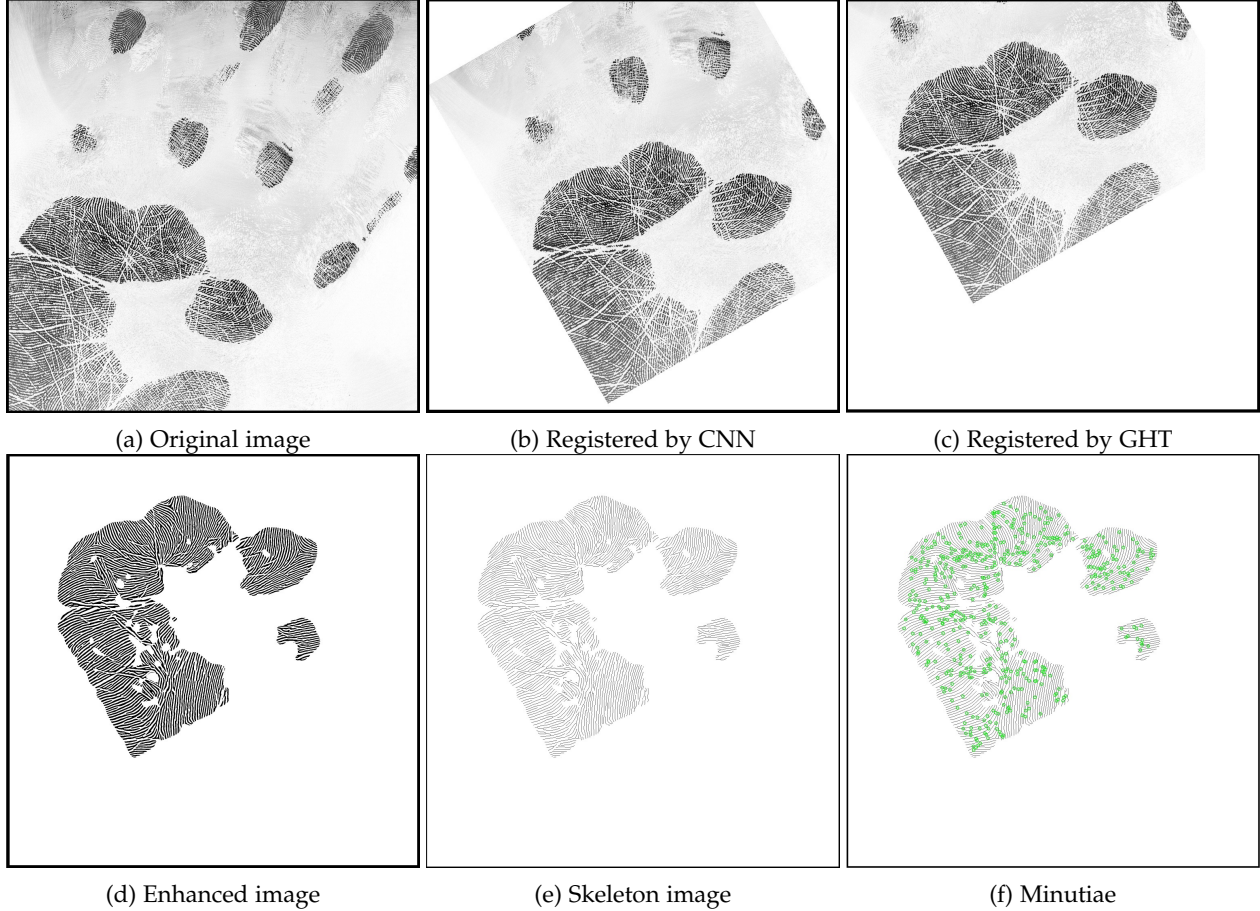 (a) Original image
(b) Registered by CNN
(c) Registered by GHT
(d) Enhanced image
(e) Skeleton image
(f) Minutiae